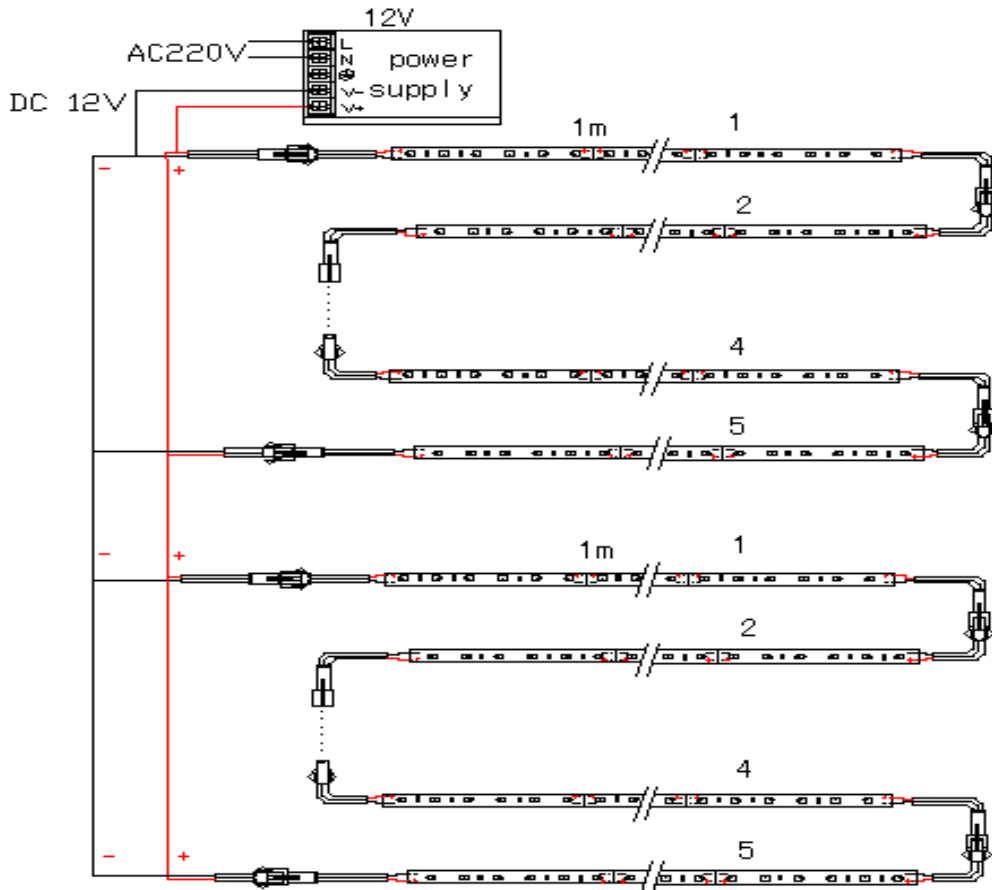 12V
AC220V
L
N
power
supply
V-
V+
DC 12V
- +
1m 1
2
4
5
- +
1m 1
2
4
- +
5